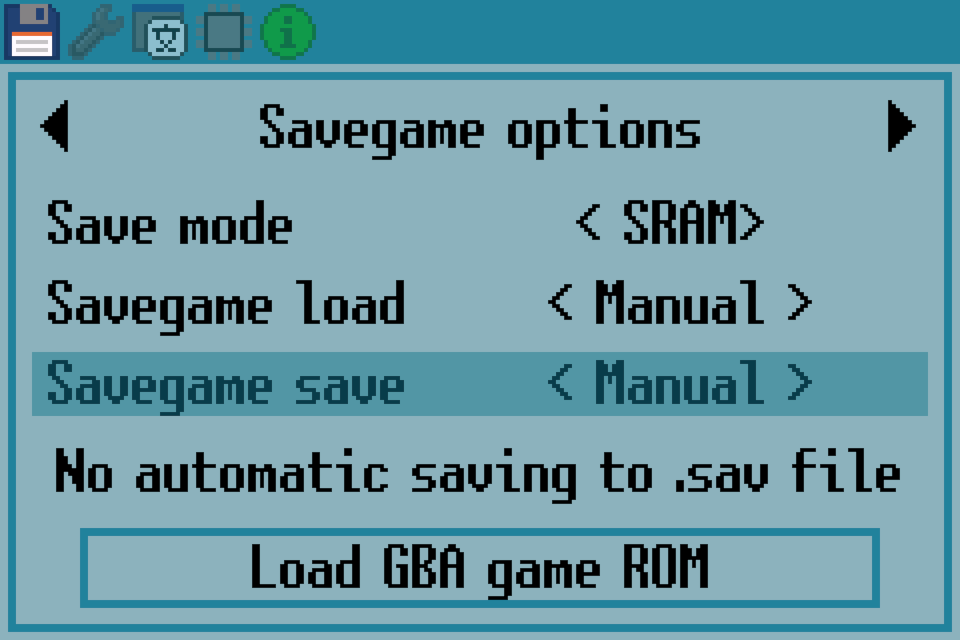 Savegame options
Save mode < SRAM>
Savegame load < Manual >
Savegame save < Manual >
No automatic saving to .sav file
Load GBA game ROM